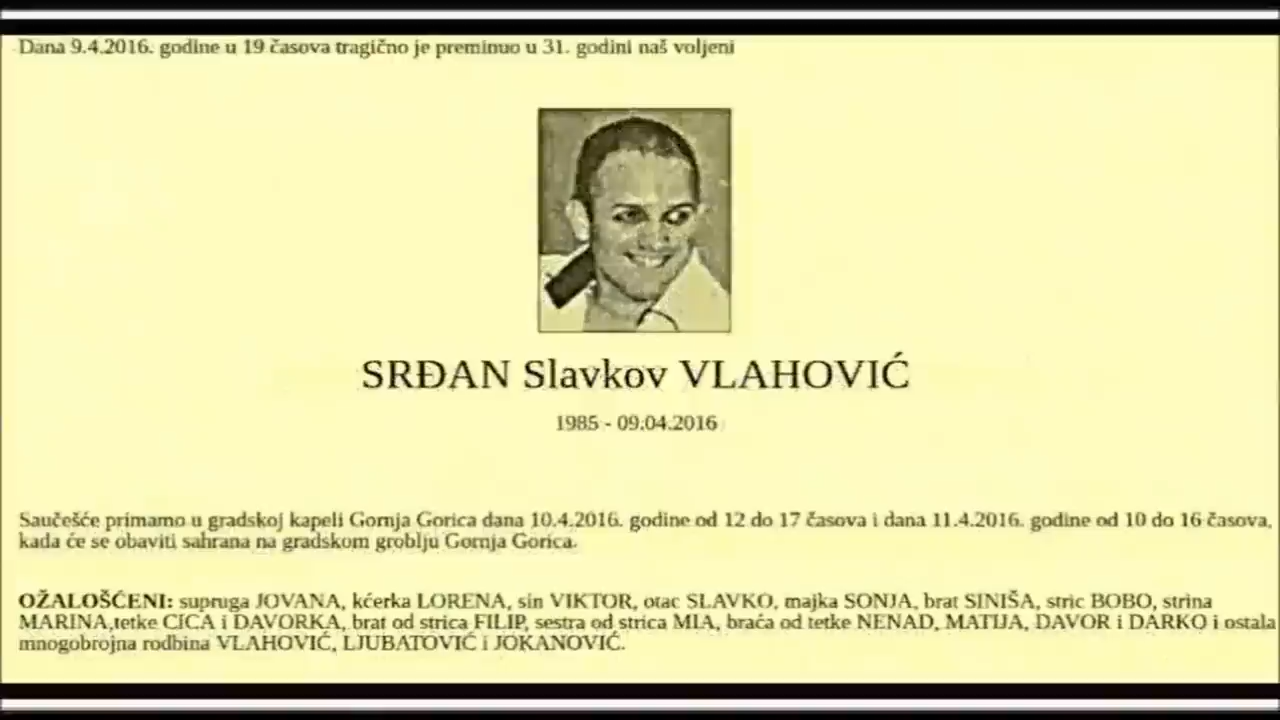 Dana 9.4.2016. godine u 19 časova tragično je preminuo u 31. godini naš voljeni
SRĐAN Slavkov VLAHOVIĆ
1985 - 09.04.2016
Saučešće primamo u gradskoj kapeli Gornja Gorica dana 10.4.2016. godine od 12 do 17 časova i dana 11.4.2016. godine od 10 do 16 časova,
kada će se obaviti sahrana na gradskom groblju Gornja Gorica.
OŽALOŠĆENI: supruga JOVANA, kćerka LORENA, sin VIKTOR, otac SLAVKO, majka SONJA, brat SINIŠA, stric BOBO, strina
MARINA,tetke CICA i DAVORKA, brat od strica FILIP, sestra od strica MIA, braća od tetke NENAD, MATIJA, DAVOR i DARKO i ostala
mnogobrojna rodbina VLAHOVIĆ, LJUBATOVIĆ i JOKANOVIĆ.